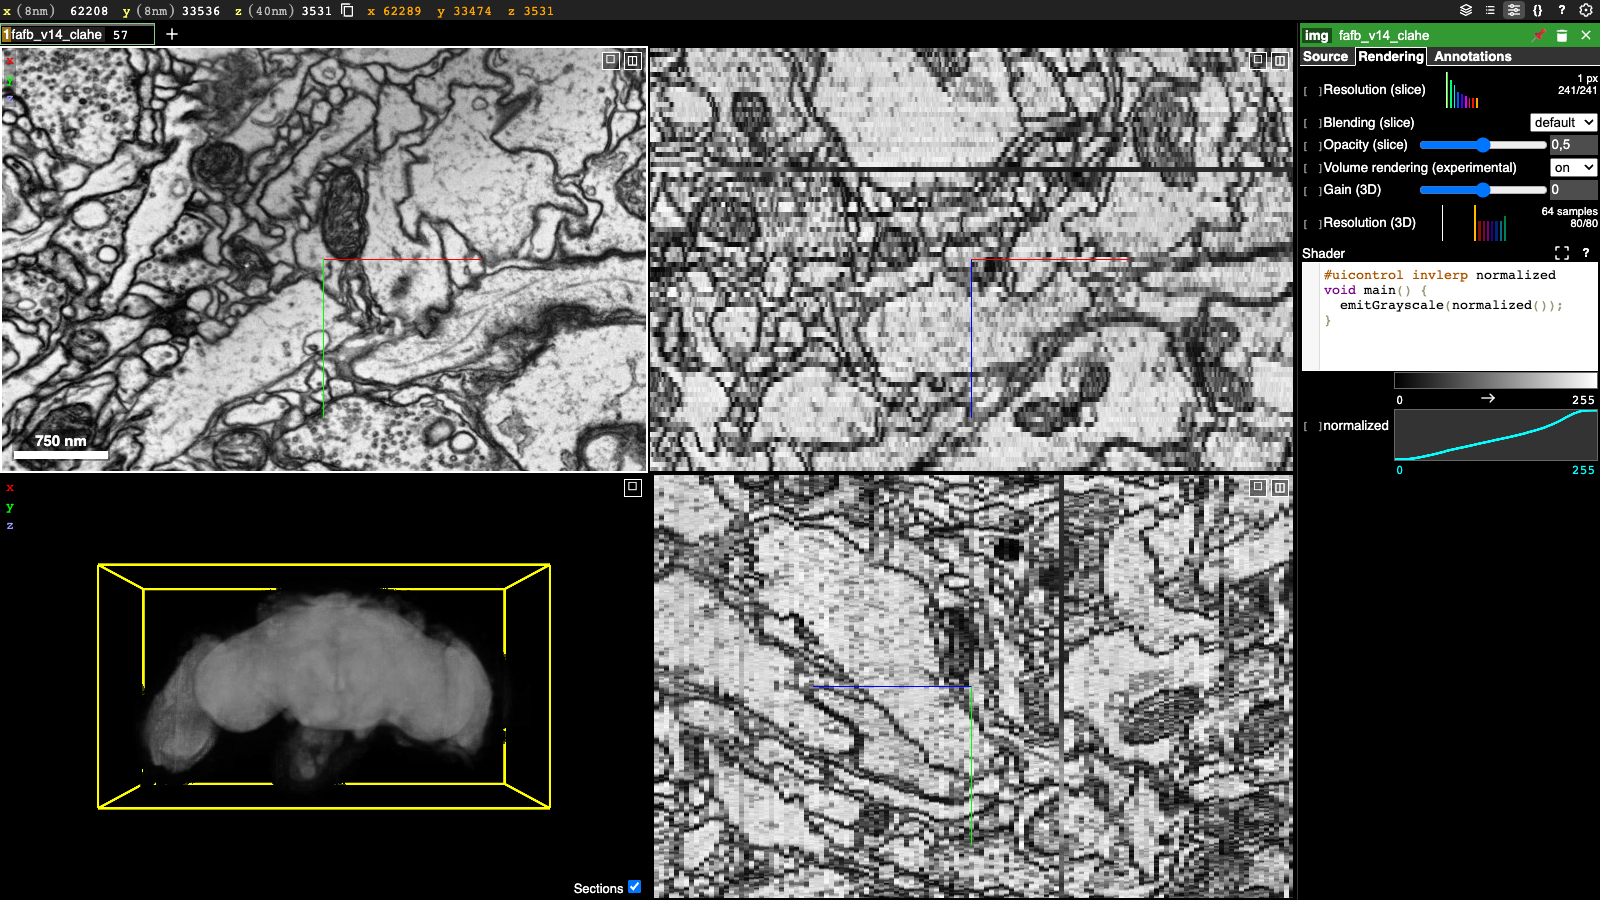 x (8nm) 62208 y (8nm) 33536 z (40nm) 3531 x 62289 y 33474 z 3531 {} ?
1 fafb_v14_clahe 57 +
x
y
z
750 nm
x
y
z
Sections
img fafb_v14_clahe
Source Rendering Annotations
[ ] Resolution (slice) 1 px
241/241
[ ] Blending (slice) default
[ ] Opacity (slice) 0,5
[ ] Volume rendering (experimental) on
[ ] Gain (3D) 0
[ ] Resolution (3D) 64 samples
80/80
Shader ?
#uicontrol invlerp normalized
void main() {
  emitGrayscale(normalized());
}
0 → 255
[ ] normalized
0 255